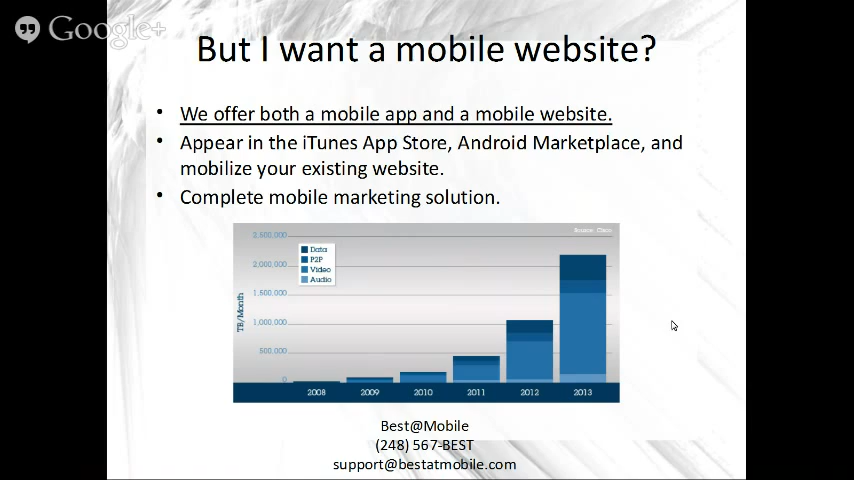 Google+
But I want a mobile website?
• We offer both a mobile app and a mobile website.
• Appear in the iTunes App Store, Android Marketplace, and
mobilize your existing website.
• Complete mobile marketing solution.
Source: Cisco
2,500,000
2,000,000
1,500,000
1,000,000
500,000
0
TB/Month
Data
P2P
Video
Audio
2008 2009 2010 2011 2012 2013
Best@Mobile
(248) 567-BEST
support@bestatmobile.com